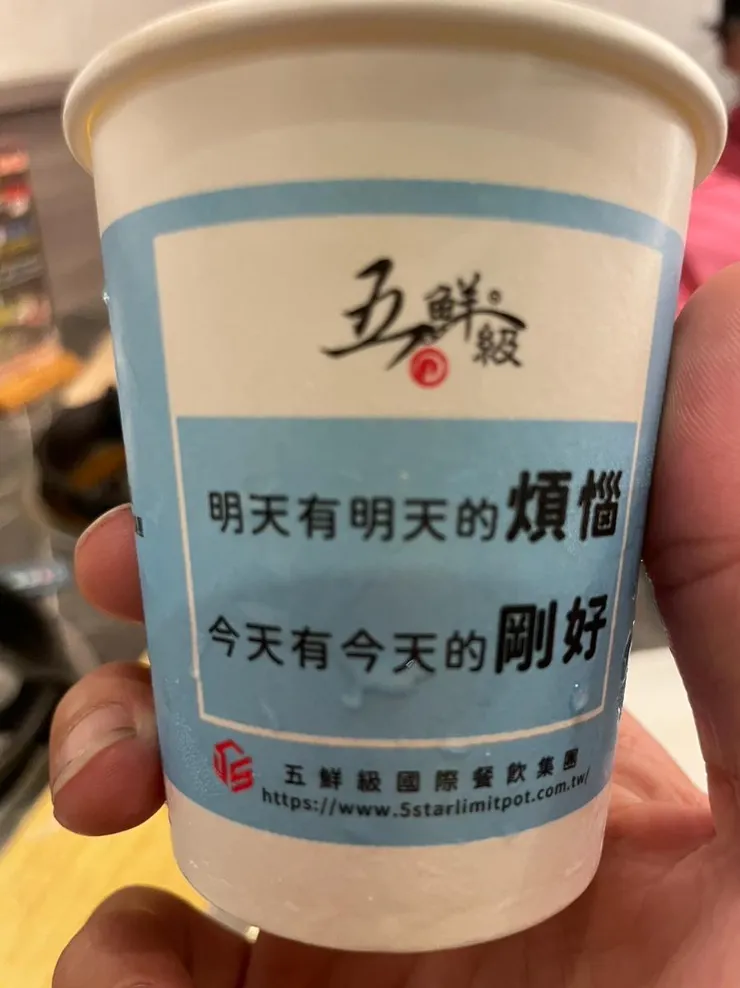 五鮮級
明天有明天的煩惱
今天有今天的剛好
五鮮級國際餐飲集團
https://www.5starlimitpot.com.tw/